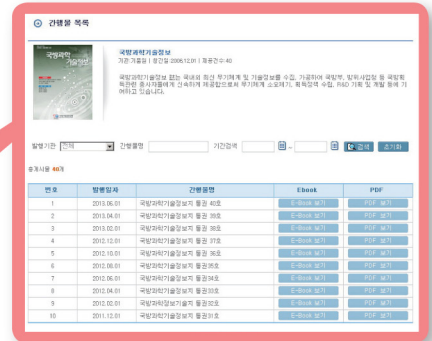 간행물 목록
국방과학
기술정보
국방과학기술정보
기관:기품원 | 창간일 2006.12.01 | 제공건수:40
국방과학기술정보 없는 국내외 최신 무기체계 및 기술정보를 수집, 가공하여 국방부, 방위사업청 등 국방획
득관련 종사자들에게 신속하게 제공함으로써 무기체계 소요제기, 획득정책 수립, R&D 기획 및 개발 등에 기
여하고 있습니다.
발행기관 전체 간행물명 기간검색 ~ 검색 초기화
총게시물 40개
번호 발행일자 간행물명 Ebook PDF
1 2013.06.01 국방과학기술정보지 통권 40호 E-Book 보기 PDF 보기
2 2013.04.01 국방과학기술정보지 통권 39호 E-Book 보기 PDF 보기
3 2013.02.01 국방과학기술정보지 통권 38호 E-Book 보기 PDF 보기
4 2012.12.01 국방과학기술정보지 통권 37호 E-Book 보기 PDF 보기
5 2012.10.01 국방과학기술정보지 통권 36호 E-Book 보기 PDF 보기
6 2012.08.01 국방과학기술정보지 통권35호 E-Book 보기 PDF 보기
7 2012.06.01 국방과학기술정보지 통권34호 E-Book 보기 PDF 보기
8 2012.04.01 국방과학기술정보지 통권33호 E-Book 보기 PDF 보기
9 2012.02.01 국방과학정보기술지 통권32호 E-Book 보기 PDF 보기
10 2011.12.01 국방과학기술정보지 통권31호 E-Book 보기 PDF 보기